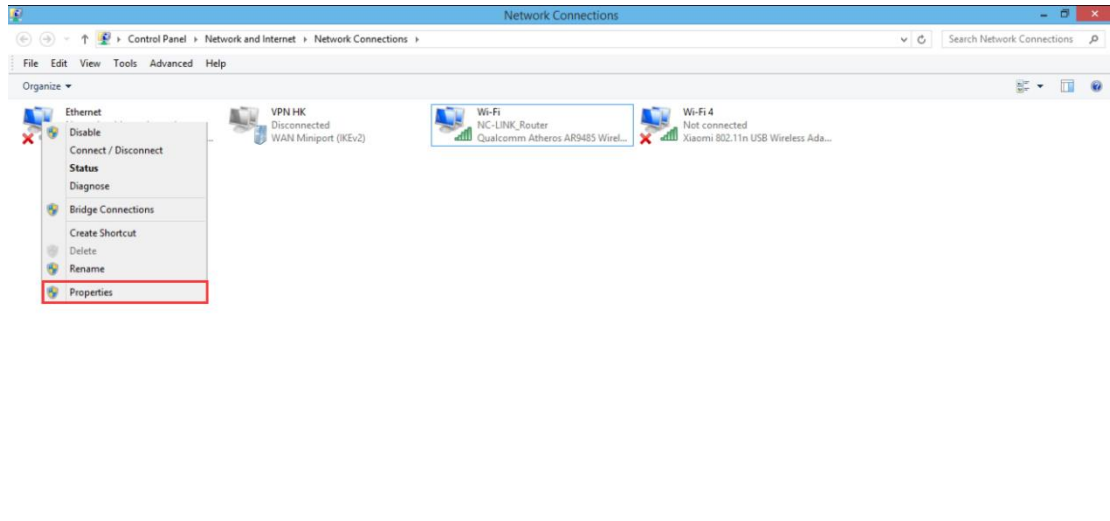 Network Connections
Control Panel Network and Internet Network Connections
Search Network Connections
File Edit View Tools Advanced Help
Organize
Ethernet
Disable
Connect / Disconnect
Status
Diagnose
Bridge Connections
Create Shortcut
Delete
Rename
Properties
VPN HK
Disconnected
WAN Miniport (IKEv2)
Wi-Fi
NC-LINK_Router
Qualcomm Atheros AR9485 Wirel...
Wi-Fi 4
Not connected
Xiaomi 802.11n USB Wireless Ada...